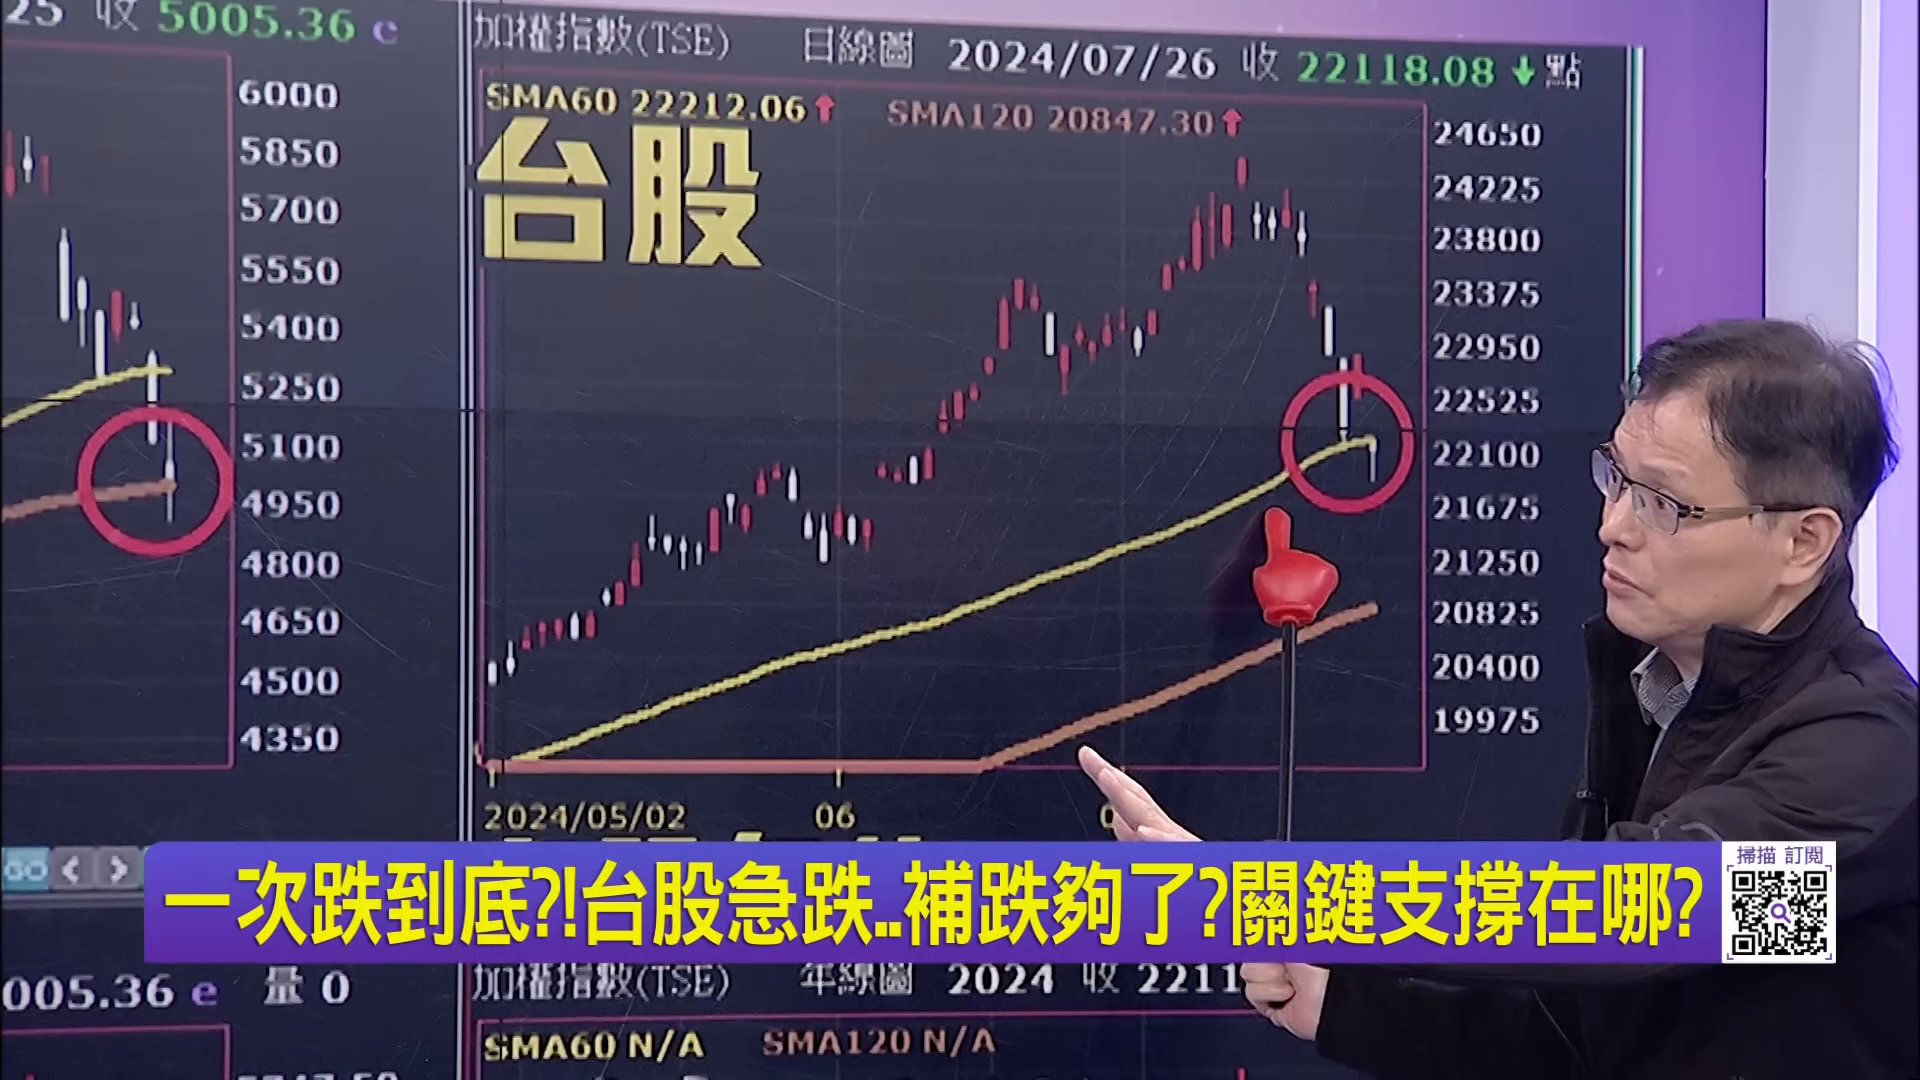 25 收 5005.36 e
6000
5850
5700
5550
5400
5250
5100
4950
4800
4650
4500
4350
加權指數(TSE) 日線圖 2024/07/26 收 22118.08 ↓ 點
SMA60 22212.06 ↑ SMA120 20847.30 ↑
台股
24650
24225
23800
23375
22950
22525
22100
21675
21250
20825
20400
19975
2024/05/02 06
GO
一次跌到底?!台股急跌..補跌夠了?關鍵支撐在哪?
掃描 訂閱
005.36 e 量 0
加權指數(TSE) 年線圖 2024 收 2211
SMA60 N/A SMA120 N/A